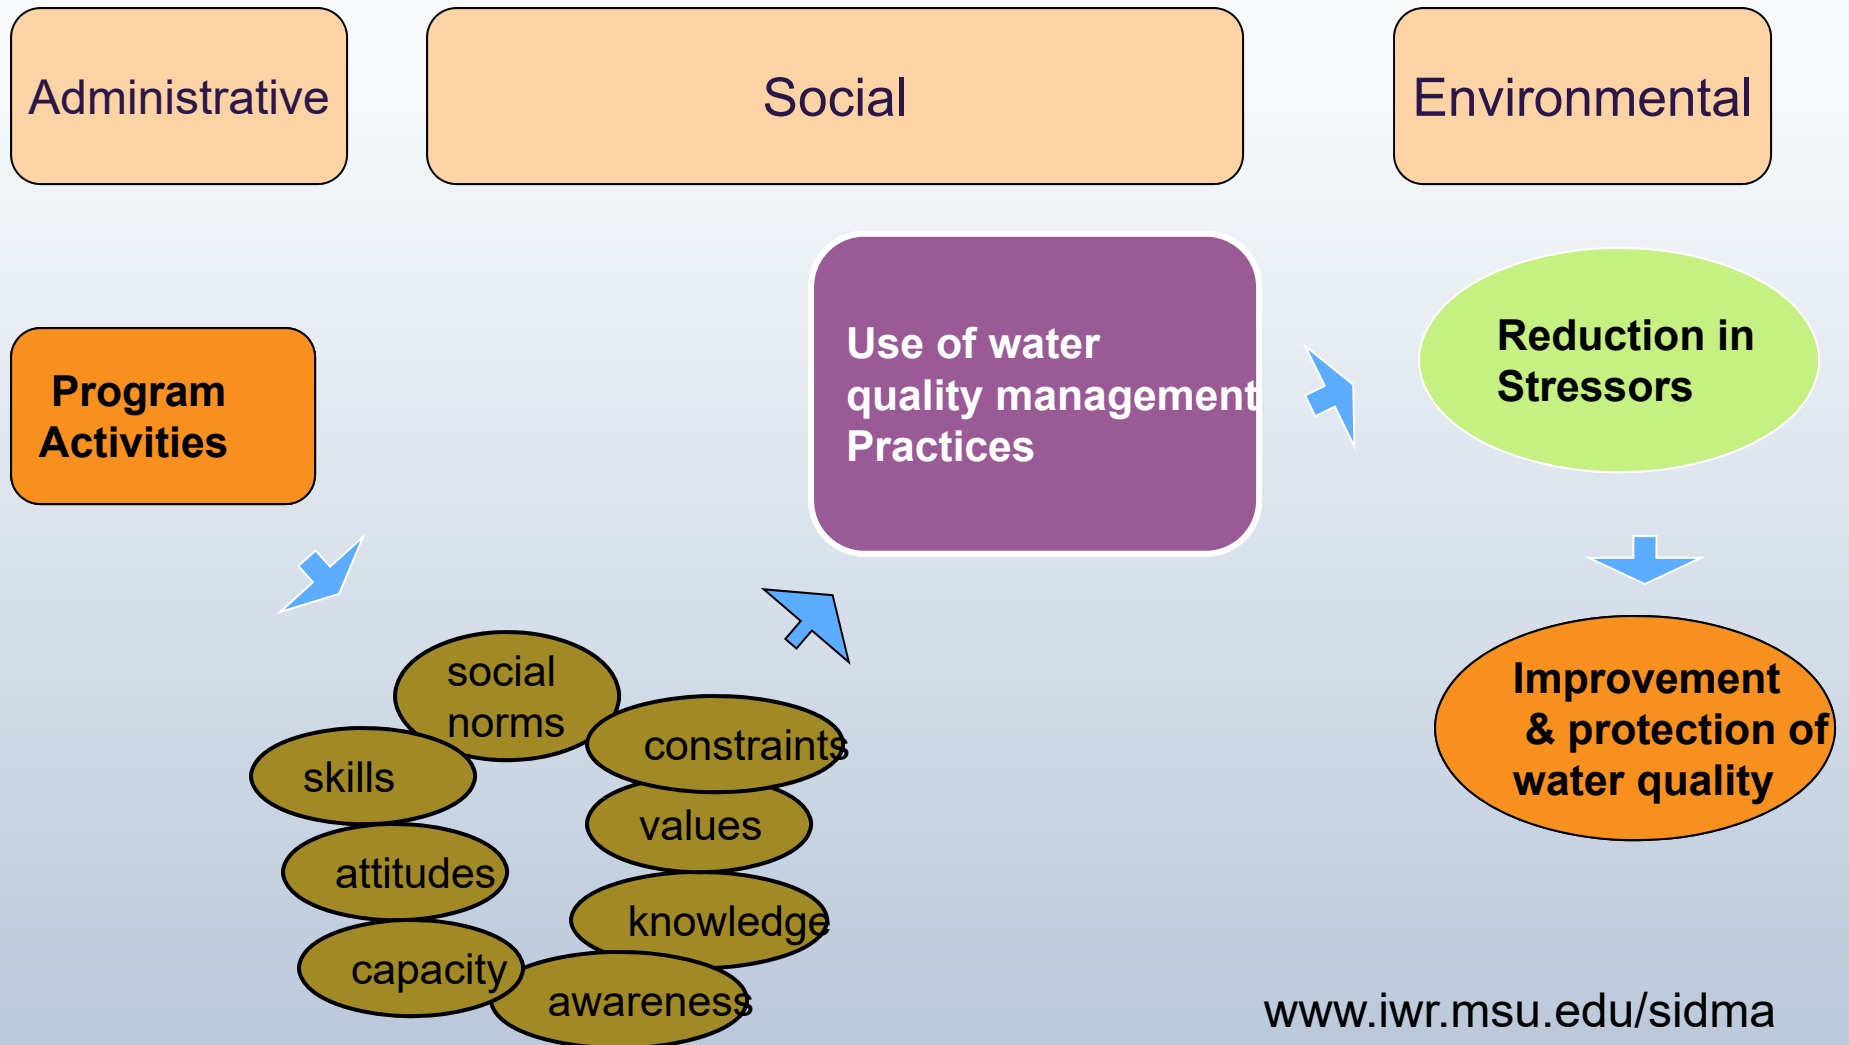 Administrative
Social
Environmental
Program
Activities
Use of water
quality management
Practices
Reduction in
Stressors
Improvement
& protection of
water quality
social
norms
constraints
skills
values
attitudes
knowledge
capacity
awareness
www.iwr.msu.edu/sidma